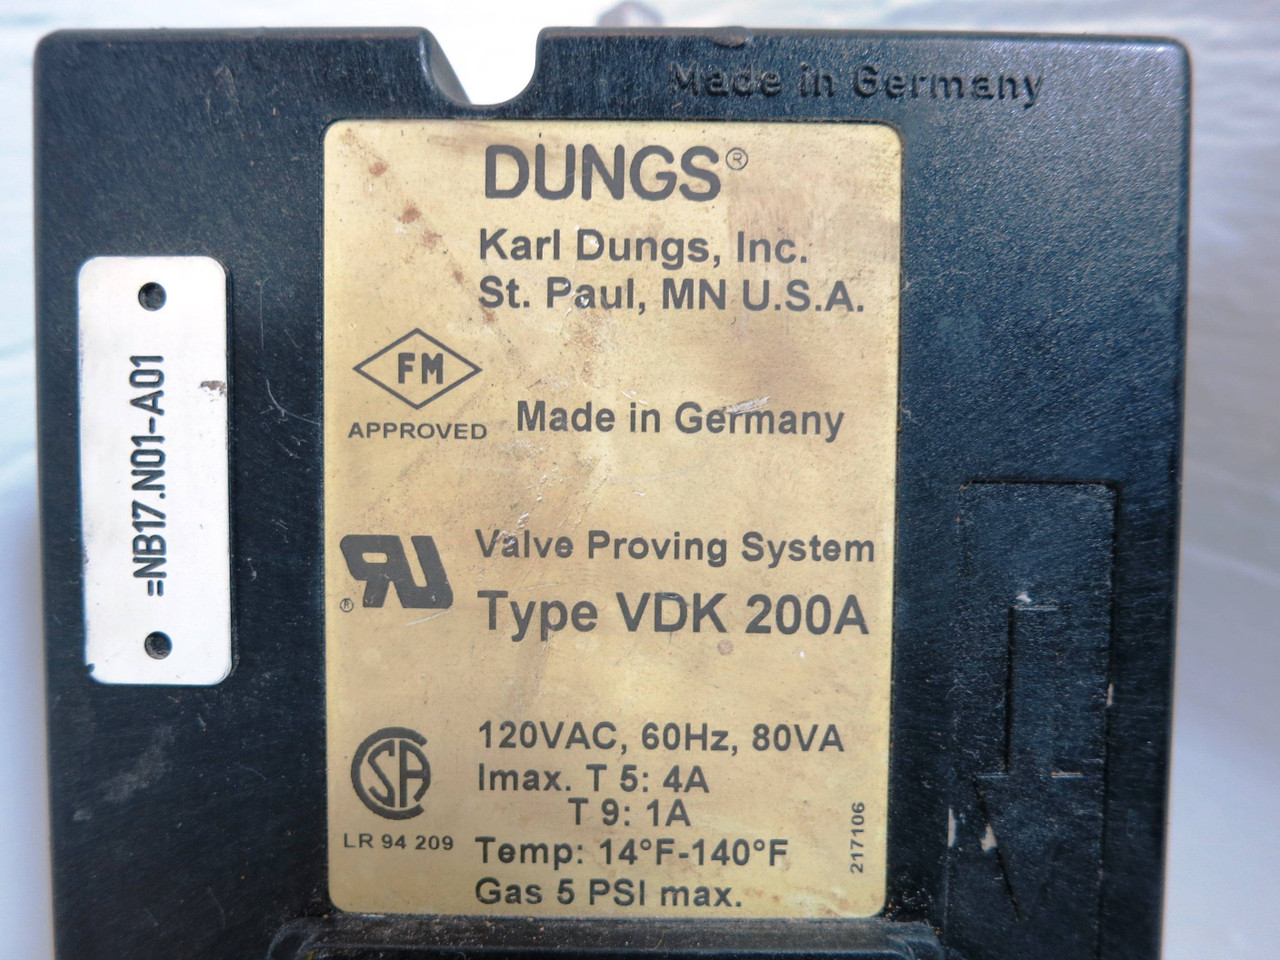 Made in Germany
DUNGS®
Karl Dungs, Inc.
St. Paul, MN U.S.A.
FM
APPROVED
Made in Germany
=NB17.N01-A01
Valve Proving System
RU®
Type VDK 200A
120VAC, 60Hz, 80VA
SA
Imax. T 5: 4A
T 9: 1A
LR 94 209
Temp: 14°F-140°F
Gas 5 PSI max.
217106